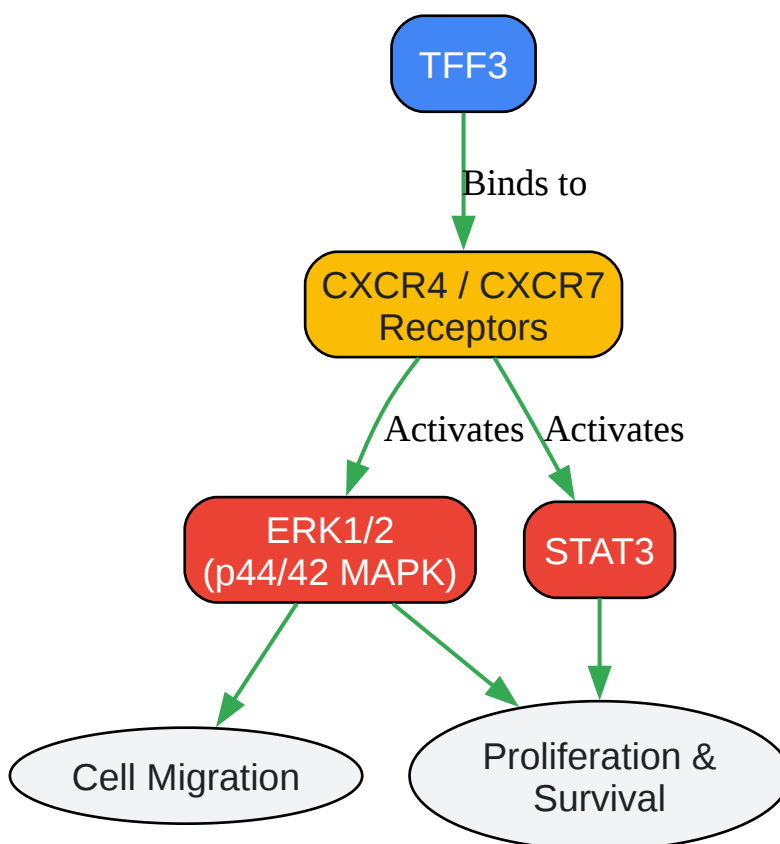 TFF3
Binds to
CXCR4 / CXCR7
Receptors
Activates
Activates
ERK1/2
(p44/42 MAPK)
STAT3
Cell Migration
Proliferation &
Survival